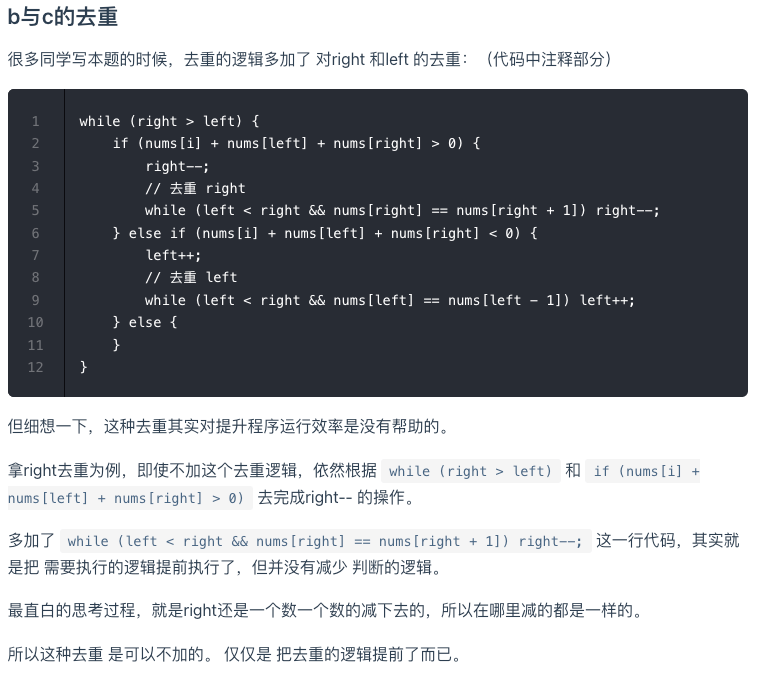 b与c的去重
很多同学写本题的时候，去重的逻辑多加了 对right 和left 的去重：（代码中注释部分）
1 while (right > left) {
2     if (nums[i] + nums[left] + nums[right] > 0) {
3         right--;
4         // 去重 right
5         while (left < right && nums[right] == nums[right + 1]) right--;
6     } else if (nums[i] + nums[left] + nums[right] < 0) {
7         left++;
8         // 去重 left
9         while (left < right && nums[left] == nums[left - 1]) left++;
10     } else {
11     }
12 }
但细想一下，这种去重其实对提升程序运行效率是没有帮助的。
拿right去重为例，即使不加这个去重逻辑，依然根据 while (right > left) 和 if (nums[i] +
nums[left] + nums[right] > 0) 去完成right-- 的操作。
多加了 while (left < right && nums[right] == nums[right + 1]) right--; 这一行代码，其实就
是把 需要执行的逻辑提前执行了，但并没有减少 判断的逻辑。
最直白的思考过程，就是right还是一个数一个数的减下去的，所以在哪里减的都是一样的。
所以这种去重 是可以不加的。 仅仅是 把去重的逻辑提前了而已。